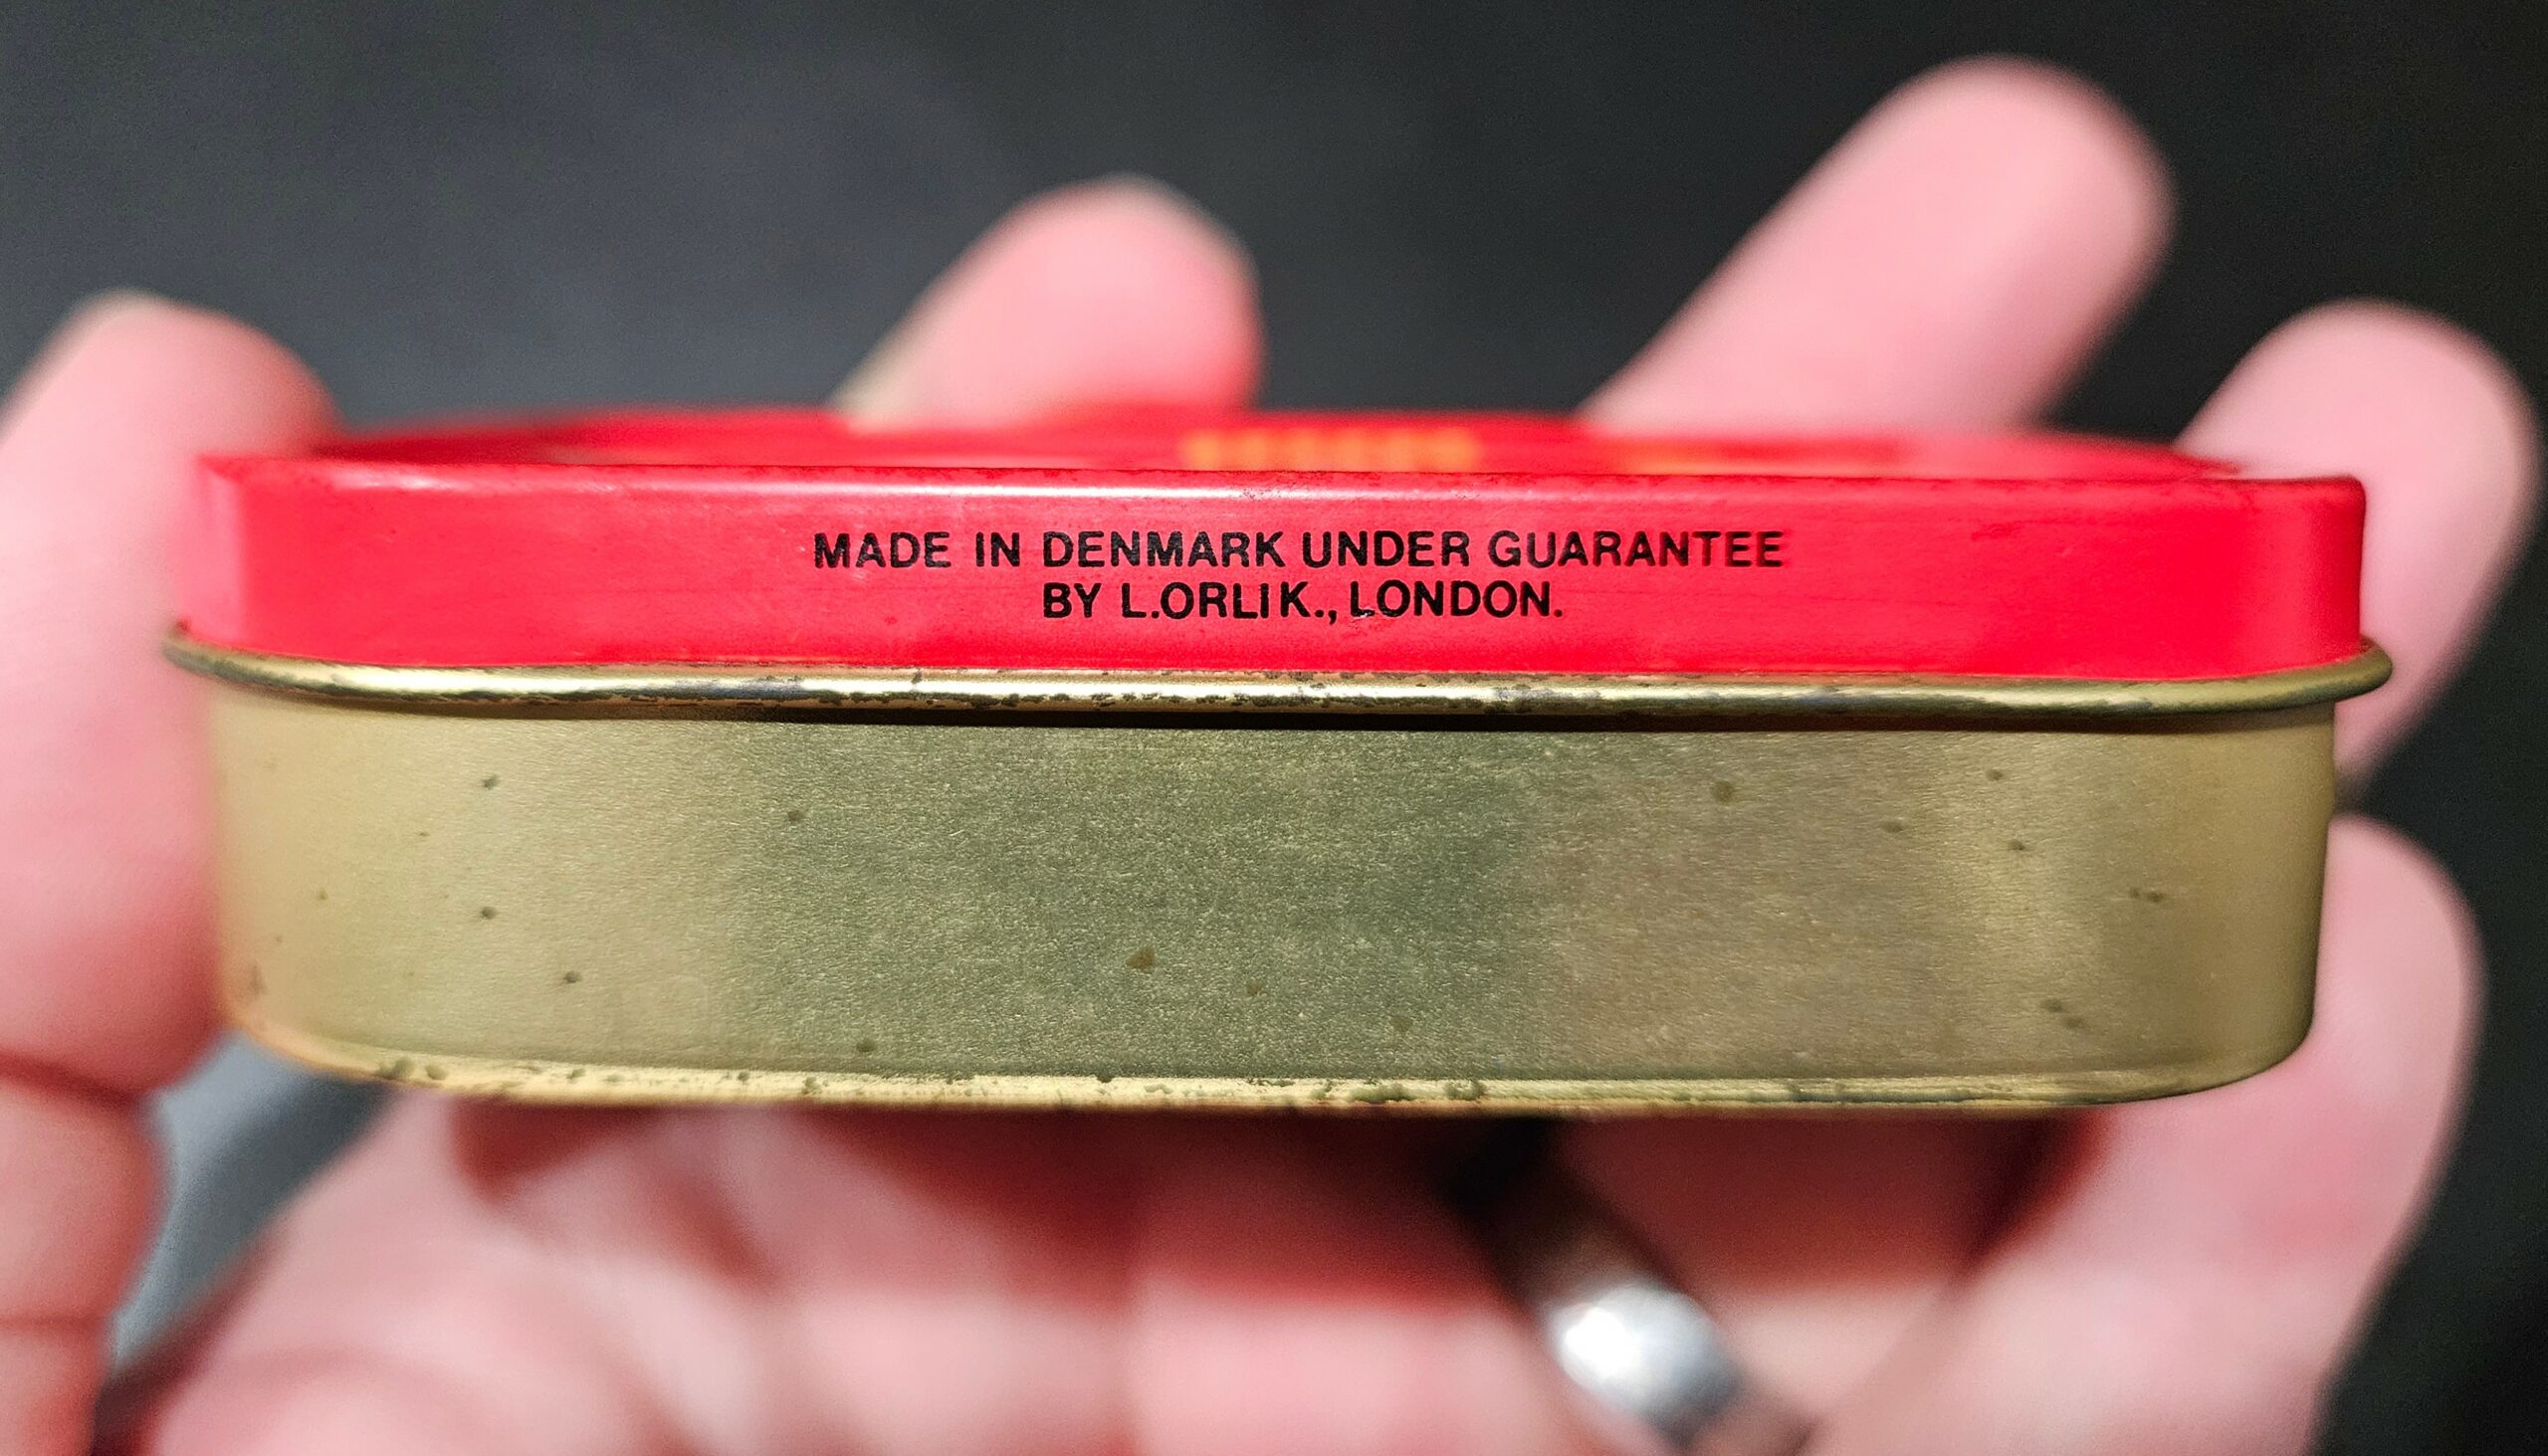 MADE IN DENMARK UNDER GUARANTEE
BY L.ORLIK., LONDON.